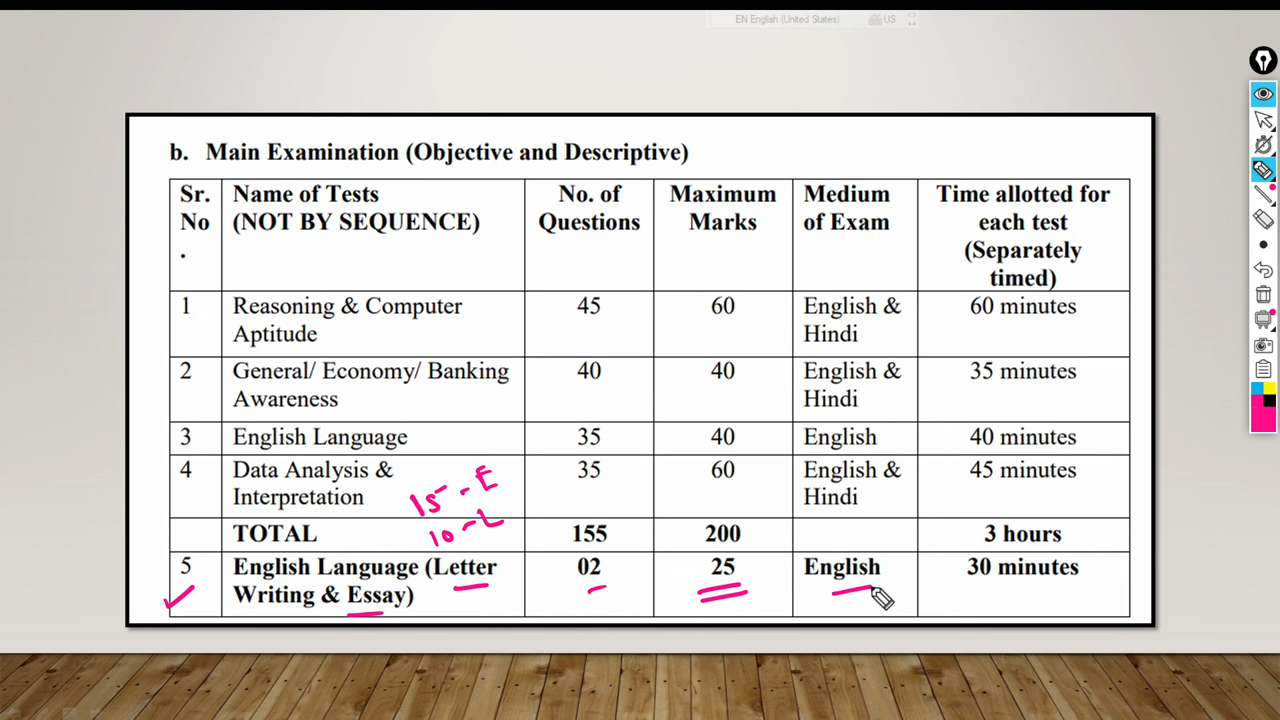 EN English (United States) US
b. Main Examination (Objective and Descriptive)
Sr. Name of Tests No. of Maximum Medium Time allotted for
No (NOT BY SEQUENCE) Questions Marks of Exam each test
. (Separately
timed)
1 Reasoning & Computer 45 60 English & 60 minutes
Aptitude Hindi
2 General/ Economy/ Banking 40 40 English & 35 minutes
Awareness Hindi
3 English Language 35 40 English 40 minutes
4 Data Analysis & 35 60 English & 45 minutes
Interpretation Hindi
15 - E
10 - L
TOTAL 155 200 3 hours
5 English Language (Letter 02 25 English 30 minutes
Writing & Essay)